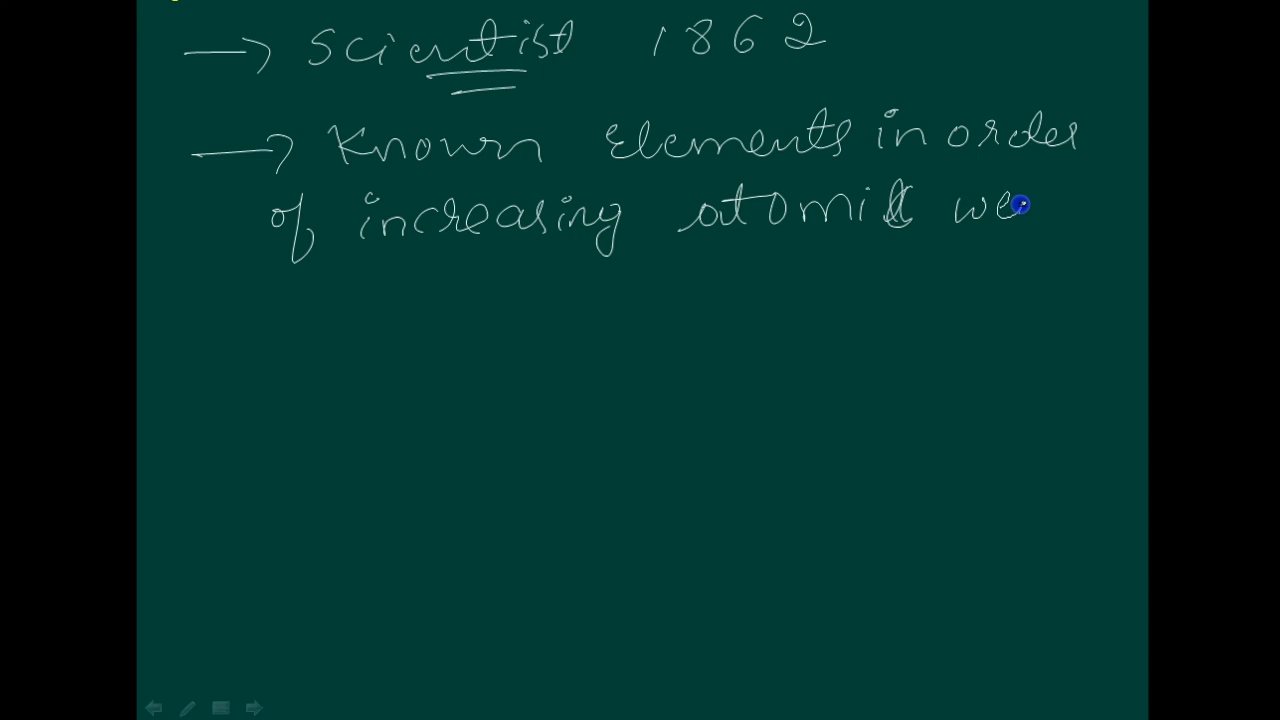 → Scientist 1862
→ Known Elements in order
of increasing atomic we